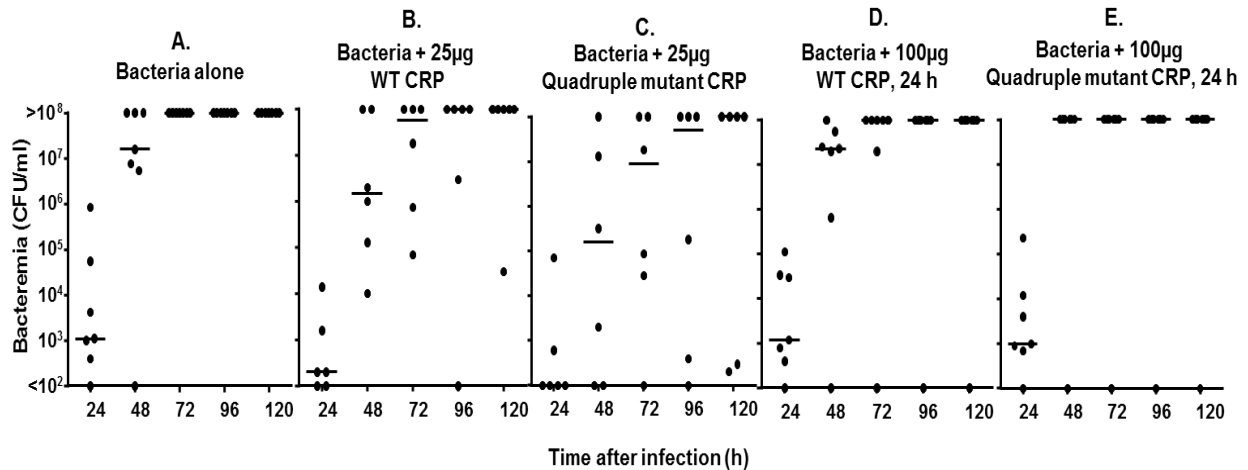 A.
Bacteria alone
B.
Bacteria + 25µg
WT CRP
C.
Bacteria + 25µg
Quadruple mutant CRP
D.
Bacteria + 100µg
WT CRP, 24 h
E.
Bacteria + 100µg
Quadruple mutant CRP, 24 h
Bacteremia (CFU/ml)
>10⁸
10⁷
10⁶
10⁵
10⁴
10³
<10²
24 48 72 96 120
24 48 72 96 120
24 48 72 96 120
24 48 72 96 120
24 48 72 96 120
Time after infection (h)